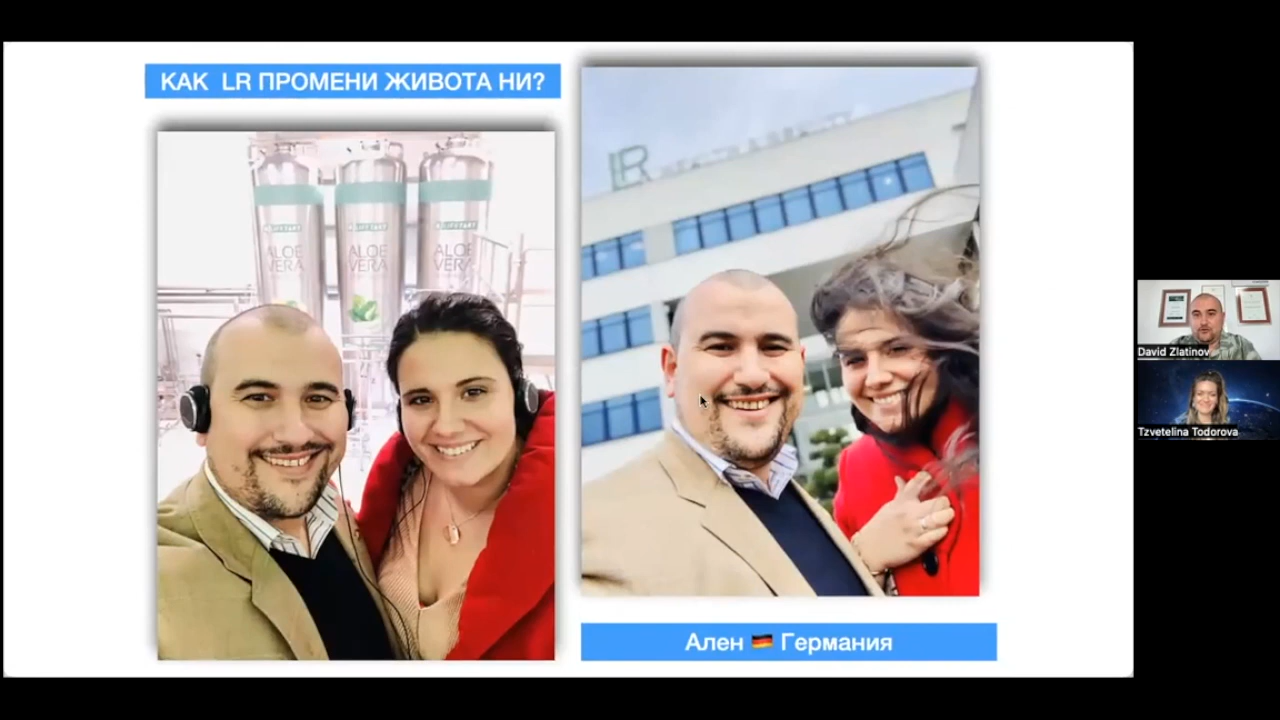 КАК LR ПРОМЕНИ ЖИВОТА НИ?
ALOE
VERA
ALOE
VERA
ALOE
VERA
LR
David Zlatinov
Tzvetelina Todorova
Ален 🇩🇪 Германия